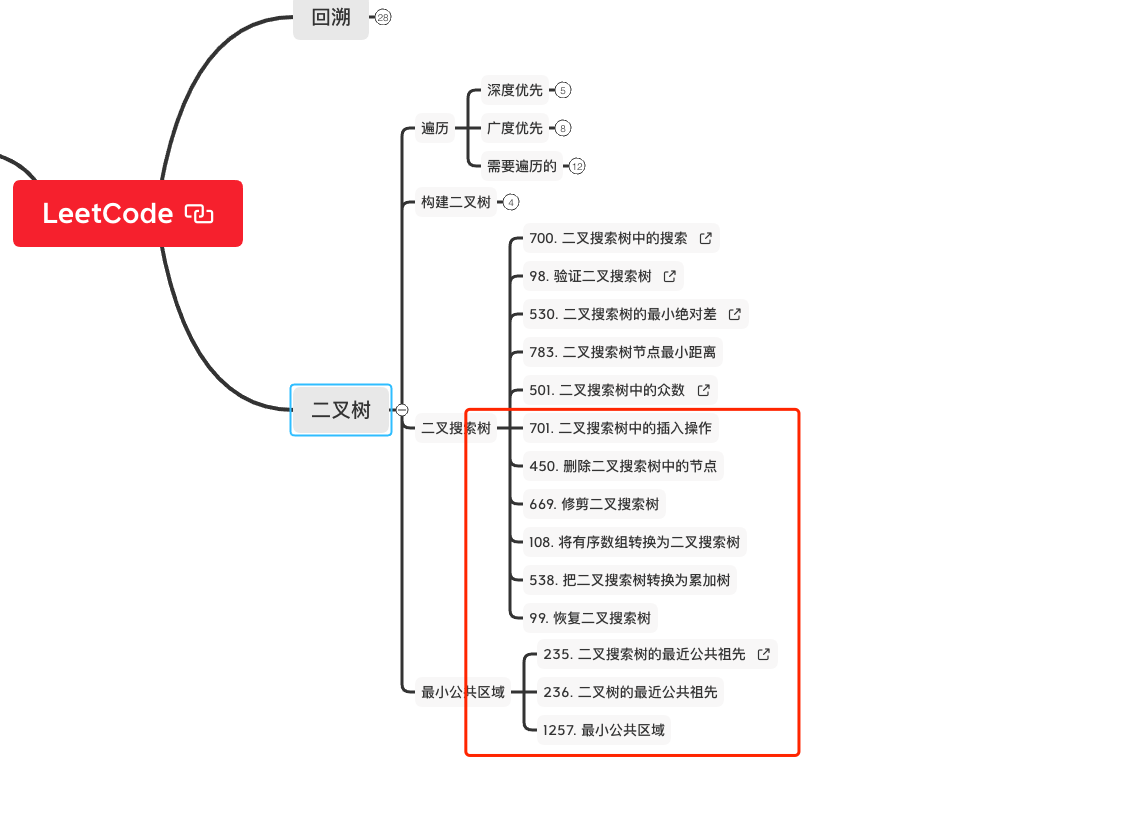 回溯
28
LeetCode
二叉树
遍历
深度优先
5
广度优先
8
需要遍历的
12
构建二叉树
4
二叉搜索树
700. 二叉搜索树中的搜索
98. 验证二叉搜索树
530. 二叉搜索树的最小绝对差
783. 二叉搜索树节点最小距离
501. 二叉搜索树中的众数
701. 二叉搜索树中的插入操作
450. 删除二叉搜索树中的节点
669. 修剪二叉搜索树
108. 将有序数组转换为二叉搜索树
538. 把二叉搜索树转换为累加树
99. 恢复二叉搜索树
最小公共区域
235. 二叉搜索树的最近公共祖先
236. 二叉树的最近公共祖先
1257. 最小公共区域